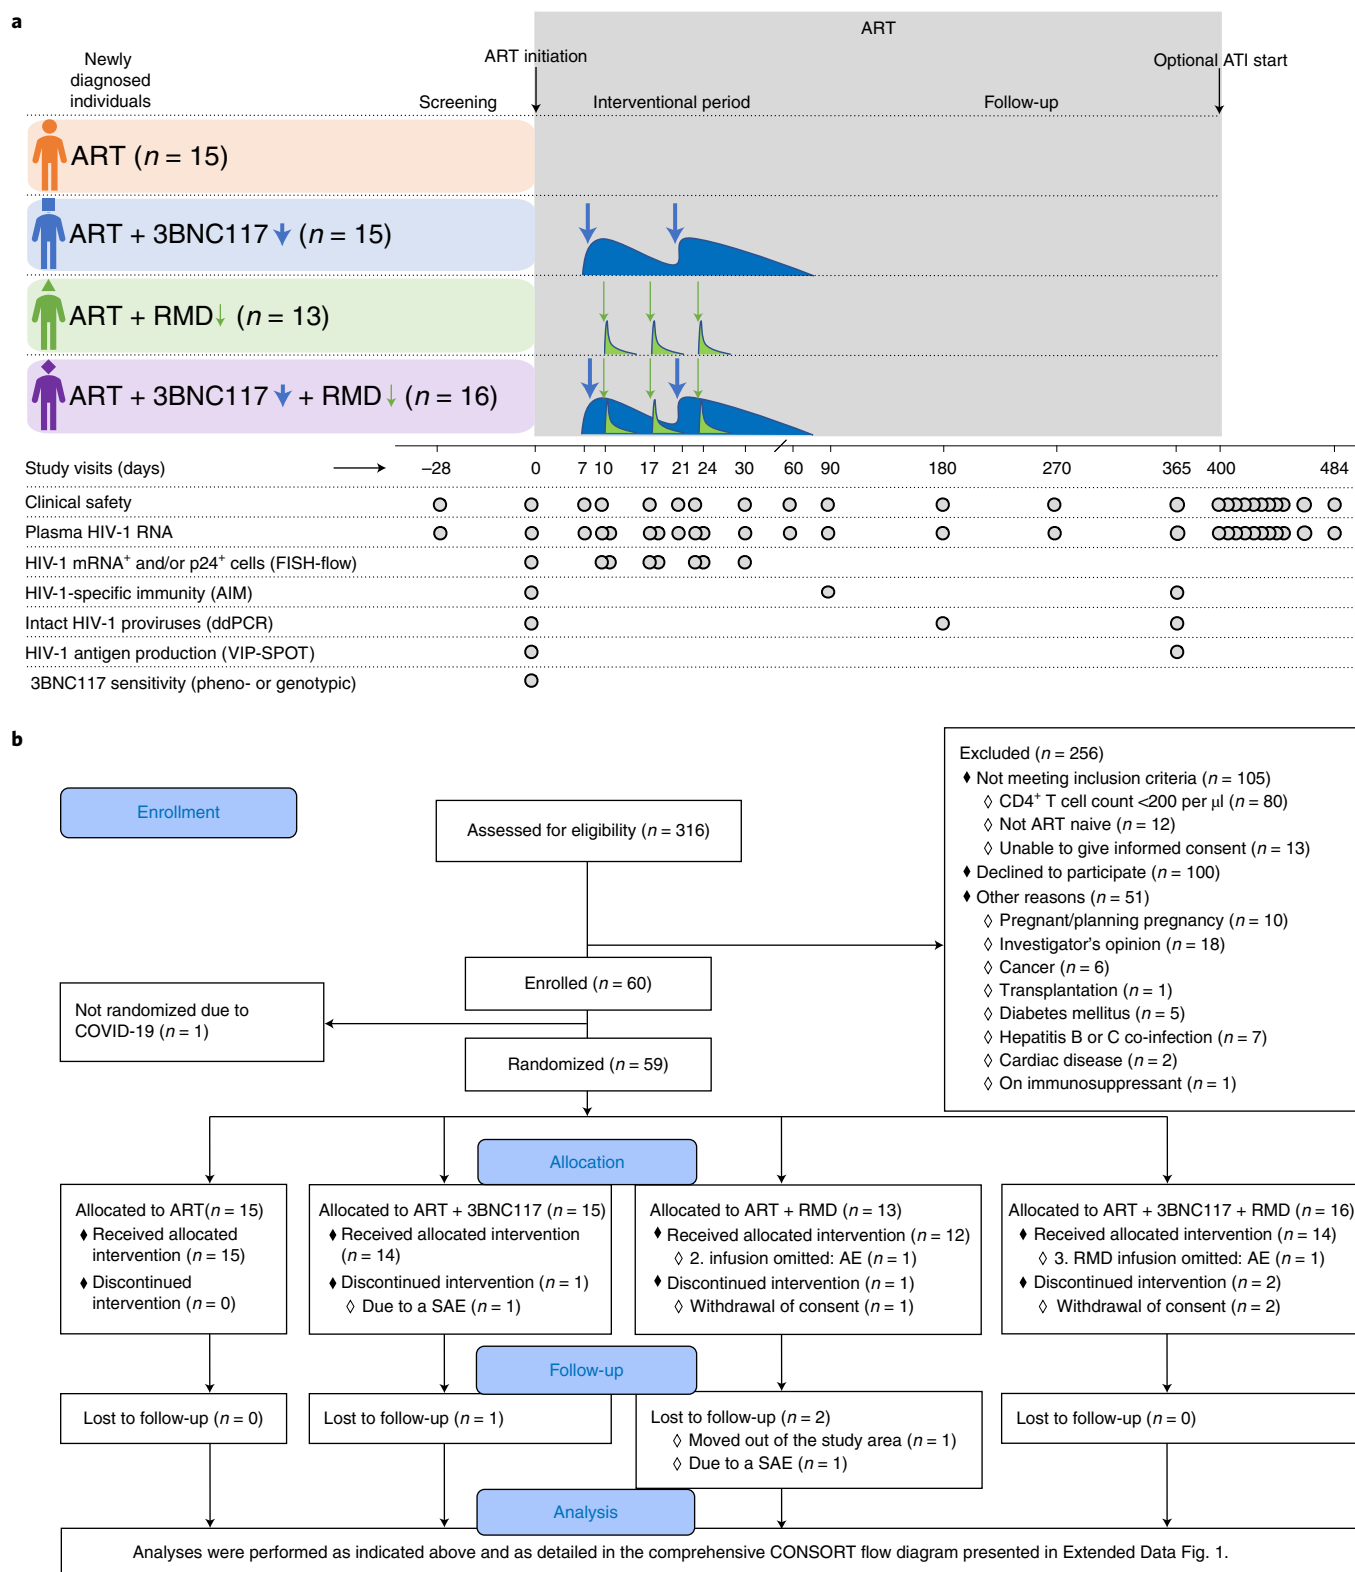 a
ART
Newly
diagnosed
individuals
ART initiation
Optional ATI start
Screening
Interventional period
Follow-up
ART (n = 15)
ART + 3BNC117 (n = 15)
ART + RMD (n = 13)
ART + 3BNC117 + RMD (n = 16)
Study visits (days) –28 0 7 10 17 21 24 30 60 90 180 270 365 400 484
Clinical safety
Plasma HIV-1 RNA
HIV-1 mRNA⁺ and/or p24⁺ cells (FISH-flow)
HIV-1-specific immunity (AIM)
Intact HIV-1 proviruses (ddPCR)
HIV-1 antigen production (VIP-SPOT)
3BNC117 sensitivity (pheno- or genotypic)
b
Enrollment
Assessed for eligibility (n = 316)
Excluded (n = 256)
♦ Not meeting inclusion criteria (n = 105)
◊ CD4⁺ T cell count <200 per μl (n = 80)
◊ Not ART naive (n = 12)
◊ Unable to give informed consent (n = 13)
♦ Declined to participate (n = 100)
♦ Other reasons (n = 51)
◊ Pregnant/planning pregnancy (n = 10)
◊ Investigator's opinion (n = 18)
◊ Cancer (n = 6)
◊ Transplantation (n = 1)
◊ Diabetes mellitus (n = 5)
◊ Hepatitis B or C co-infection (n = 7)
◊ Cardiac disease (n = 2)
◊ On immunosuppressant (n = 1)
Enrolled (n = 60)
Not randomized due to
COVID-19 (n = 1)
Randomized (n = 59)
Allocation
Allocated to ART(n = 15)
♦ Received allocated
intervention (n = 15)
♦ Discontinued
intervention (n = 0)
Allocated to ART + 3BNC117 (n = 15)
♦ Received allocated intervention
(n = 14)
♦ Discontinued intervention (n = 1)
◊ Due to a SAE (n = 1)
Allocated to ART + RMD (n = 13)
♦ Received allocated intervention (n = 12)
◊ 2. infusion omitted: AE (n = 1)
♦ Discontinued intervention (n = 1)
◊ Withdrawal of consent (n = 1)
Allocated to ART + 3BNC117 + RMD (n = 16)
♦ Received allocated intervention (n = 14)
◊ 3. RMD infusion omitted: AE (n = 1)
♦ Discontinued intervention (n = 2)
◊ Withdrawal of consent (n = 2)
Follow-up
Lost to follow-up (n = 0)
Lost to follow-up (n = 1)
Lost to follow-up (n = 2)
◊ Moved out of the study area (n = 1)
◊ Due to a SAE (n = 1)
Lost to follow-up (n = 0)
Analysis
Analyses were performed as indicated above and as detailed in the comprehensive CONSORT flow diagram presented in Extended Data Fig. 1.